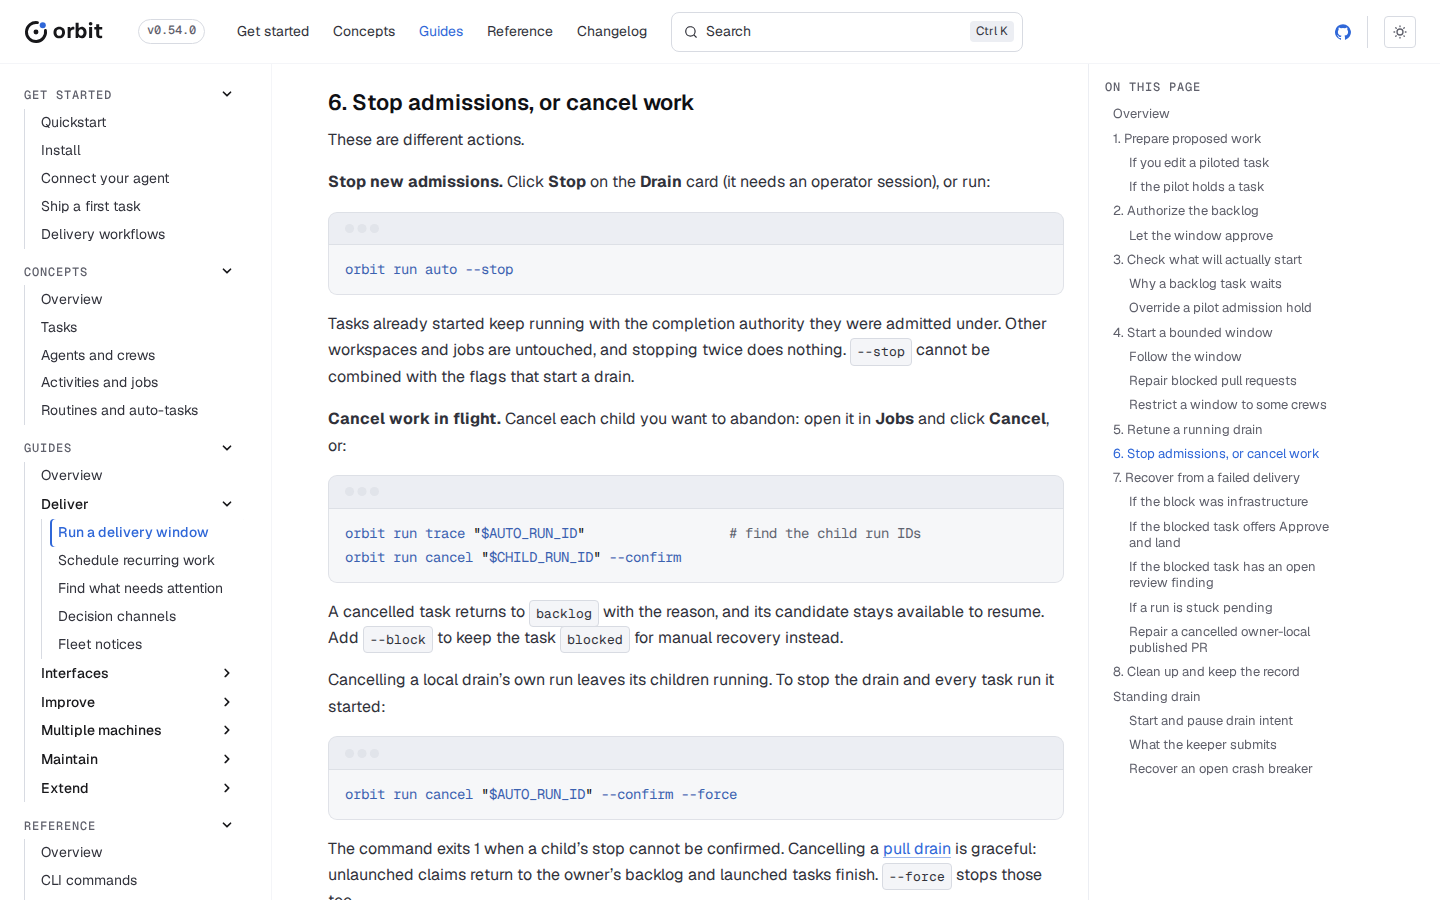 orbit
v0.54.0
Get started
Concepts
Guides
Reference
Changelog
Search
Ctrl K
GET STARTED
Quickstart
Install
Connect your agent
Ship a first task
Delivery workflows
CONCEPTS
Overview
Tasks
Agents and crews
Activities and jobs
Routines and auto-tasks
GUIDES
Overview
Deliver
Run a delivery window
Schedule recurring work
Find what needs attention
Decision channels
Fleet notices
Interfaces
Improve
Multiple machines
Maintain
Extend
REFERENCE
Overview
CLI commands
6. Stop admissions, or cancel work
These are different actions.
Stop new admissions. Click Stop on the Drain card (it needs an operator session), or run:
orbit run auto --stop
Tasks already started keep running with the completion authority they were admitted under. Other
workspaces and jobs are untouched, and stopping twice does nothing. --stop cannot be
combined with the flags that start a drain.
Cancel work in flight. Cancel each child you want to abandon: open it in Jobs and click Cancel,
or:
orbit run trace "$AUTO_RUN_ID" # find the child run IDs
orbit run cancel "$CHILD_RUN_ID" --confirm
A cancelled task returns to backlog with the reason, and its candidate stays available to resume.
Add --block to keep the task blocked for manual recovery instead.
Cancelling a local drain’s own run leaves its children running. To stop the drain and every task run it
started:
orbit run cancel "$AUTO_RUN_ID" --confirm --force
The command exits 1 when a child’s stop cannot be confirmed. Cancelling a pull drain is graceful:
unlaunched claims return to the owner’s backlog and launched tasks finish. --force stops those
too.
ON THIS PAGE
Overview
1. Prepare proposed work
If you edit a piloted task
If the pilot holds a task
2. Authorize the backlog
Let the window approve
3. Check what will actually start
Why a backlog task waits
Override a pilot admission hold
4. Start a bounded window
Follow the window
Repair blocked pull requests
Restrict a window to some crews
5. Retune a running drain
6. Stop admissions, or cancel work
7. Recover from a failed delivery
If the block was infrastructure
If the blocked task offers Approve
and land
If the blocked task has an open
review finding
If a run is stuck pending
Repair a cancelled owner-local
published PR
8. Clean up and keep the record
Standing drain
Start and pause drain intent
What the keeper submits
Recover an open crash breaker